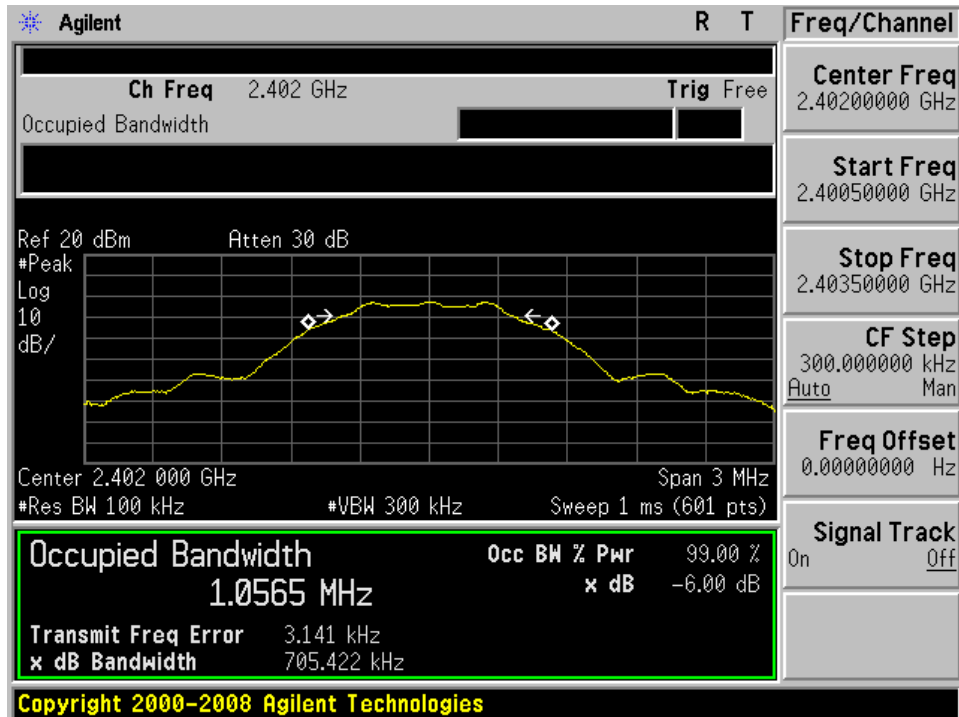 Agilent R T
Freq/Channel
Ch Freq 2.402 GHz Trig Free
Occupied Bandwidth
Ref 20 dBm Atten 30 dB
#Peak
Log
10
dB/
Center 2.402 000 GHz Span 3 MHz
#Res BW 100 kHz #VBW 300 kHz Sweep 1 ms (601 pts)
Occupied Bandwidth
1.0565 MHz
Occ BW % Pwr 99.00 %
x dB -6.00 dB
Transmit Freq Error 3.141 kHz
x dB Bandwidth 705.422 kHz
Center Freq
2.40200000 GHz
Start Freq
2.40050000 GHz
Stop Freq
2.40350000 GHz
CF Step
300.000000 kHz
Auto Man
Freq Offset
0.00000000 Hz
Signal Track
On Off
Copyright 2000-2008 Agilent Technologies